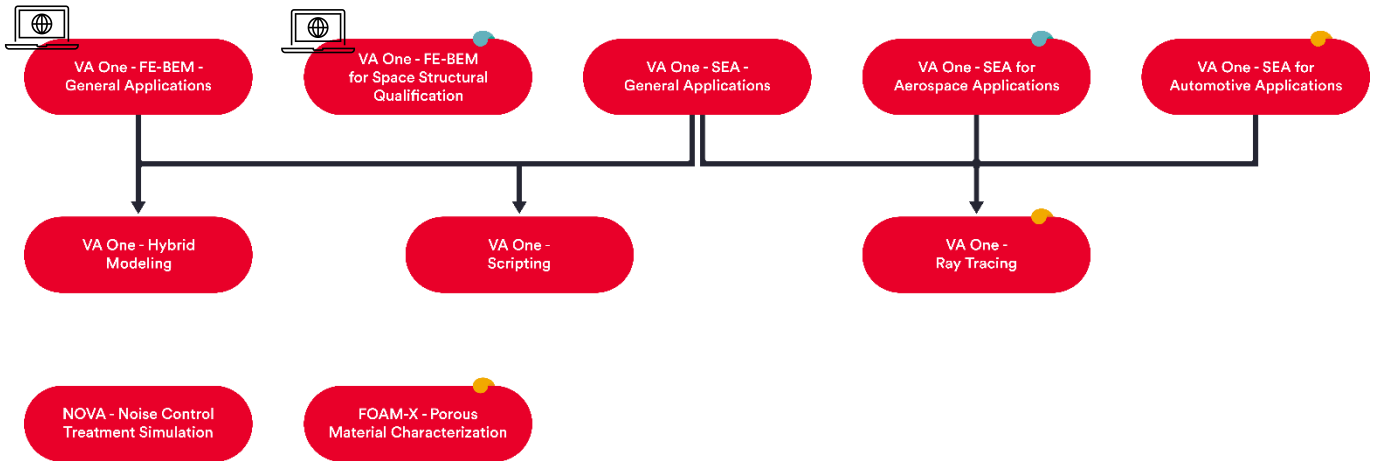 VA One - FE-BEM -
General Applications
VA One - FE-BEM
for Space Structural
Qualification
VA One - SEA -
General Applications
VA One - SEA for
Aerospace Applications
VA One - SEA for
Automotive Applications
VA One - Hybrid
Modeling
VA One -
Scripting
VA One -
Ray Tracing
NOVA - Noise Control
Treatment Simulation
FOAM-X - Porous
Material Characterization